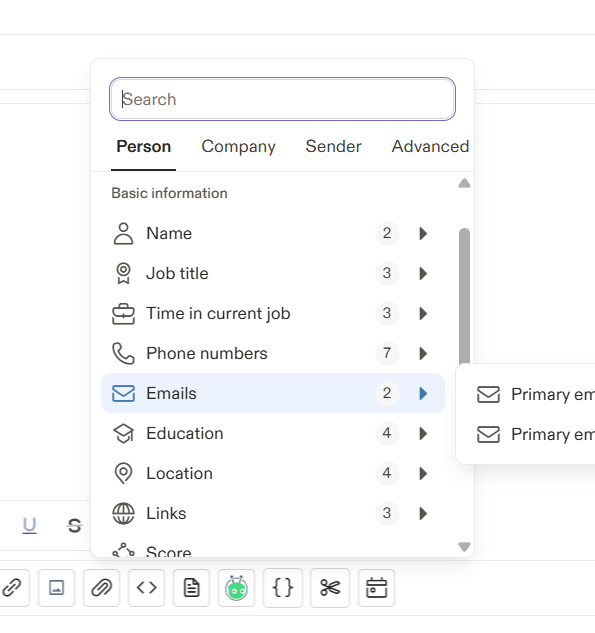 Search
Person Company Sender Advanced
Basic information
Name 2
Job title 3
Time in current job 3
Phone numbers 7
Emails 2
Primary em
Education 4
Primary em
Location 4
Links 3
Score
U S